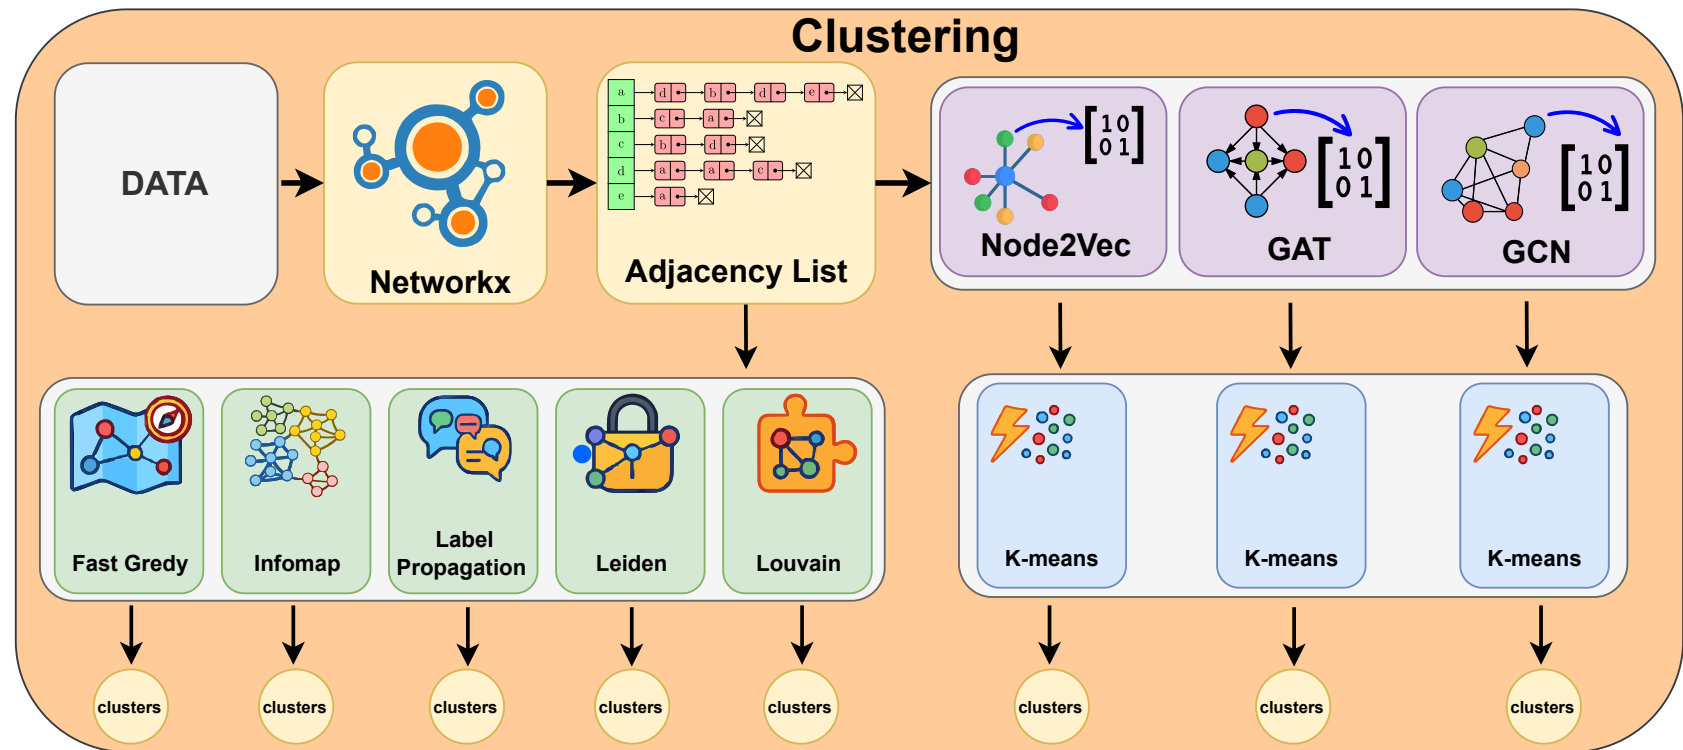 Clustering
DATA
Networkx
a d b d e
b c a
c b d
d a a c
e a
Adjacency List
1 0
0 1
Node2Vec
1 0
0 1
GAT
1 0
0 1
GCN
Fast Gredy
Infomap
Label
Propagation
Leiden
Louvain
K-means
K-means
K-means
clusters
clusters
clusters
clusters
clusters
clusters
clusters
clusters